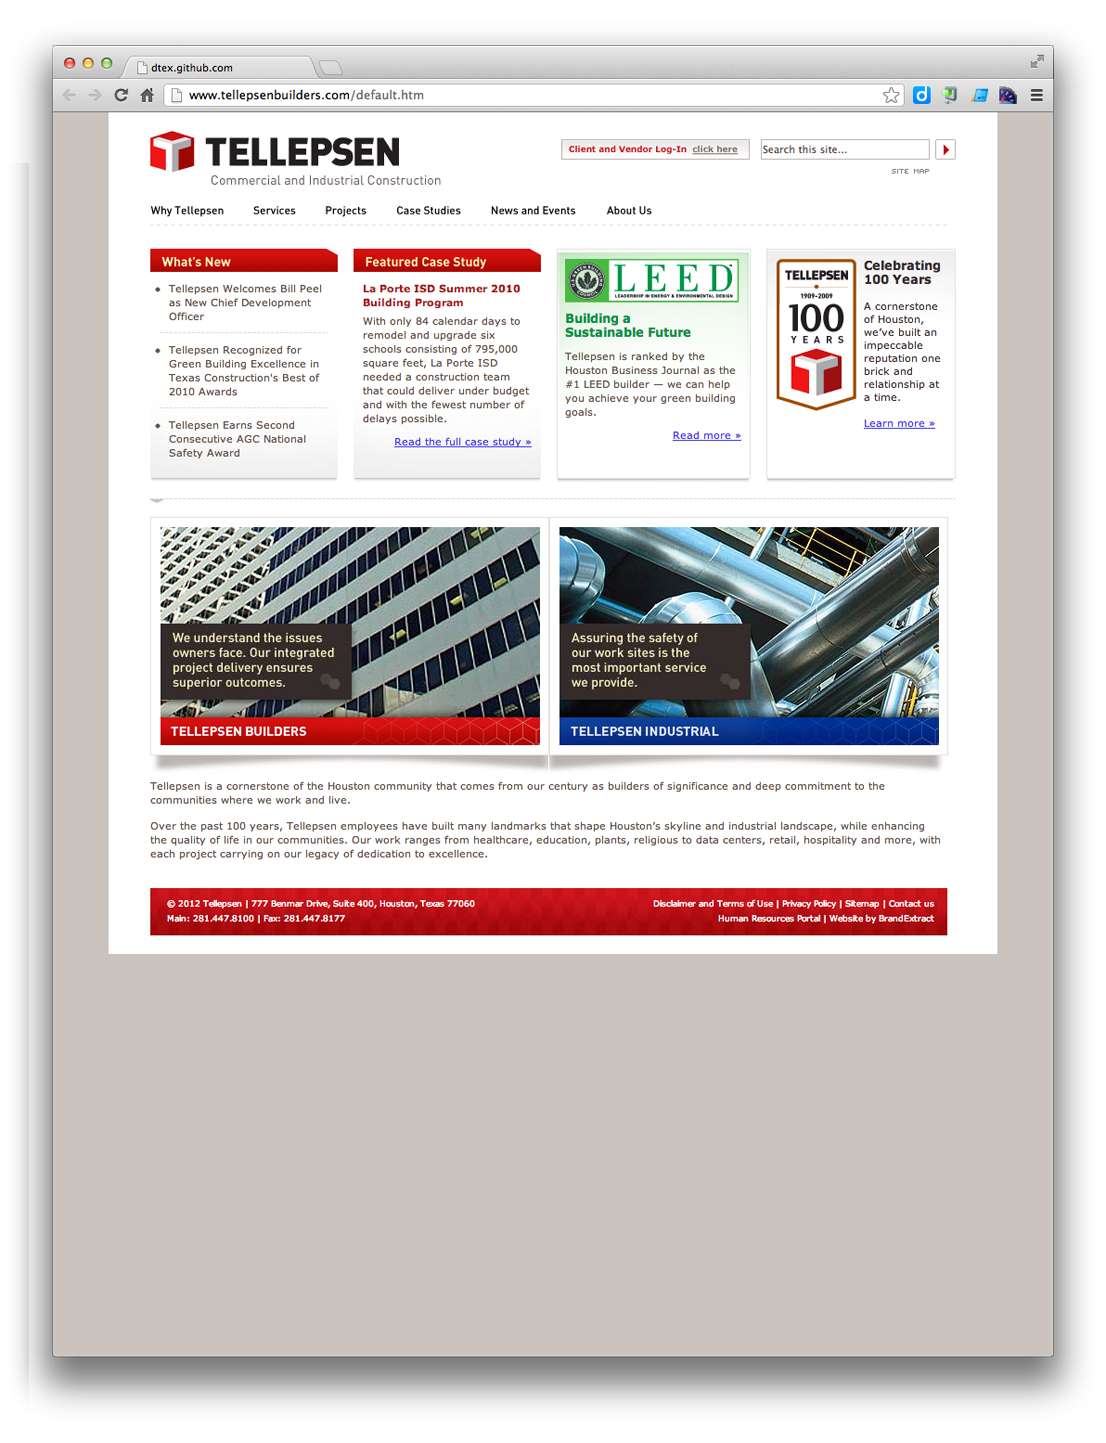 dtex.github.com
www.tellepsenbuilders.com/default.htm
TELLEPSEN
Commercial and Industrial Construction
Client and Vendor Log-In click here
Search this site...
SITE MAP
Why Tellepsen Services Projects Case Studies News and Events About Us
What's New
Tellepsen Welcomes Bill Peel
as New Chief Development
Officer
Tellepsen Recognized for
Green Building Excellence in
Texas Construction's Best of
2010 Awards
Tellepsen Earns Second
Consecutive AGC National
Safety Award
Featured Case Study
La Porte ISD Summer 2010
Building Program
With only 84 calendar days to
remodel and upgrade six
schools consisting of 795,000
square feet, La Porte ISD
needed a construction team
that could deliver under budget
and with the fewest number of
delays possible.
Read the full case study »
LEED
LEADERSHIP IN ENERGY & ENVIRONMENTAL DESIGN
Building a
Sustainable Future
Tellepsen is ranked by the
Houston Business Journal as the
#1 LEED builder — we can help
you achieve your green building
goals.
Read more »
TELLEPSEN
1909-2009
100
YEARS
Celebrating
100 Years
A cornerstone
of Houston,
we've built an
impeccable
reputation one
brick and
relationship at
a time.
Learn more »
We understand the issues
owners face. Our integrated
project delivery ensures
superior outcomes.
TELLEPSEN BUILDERS
Assuring the safety of
our work sites is the
most important service
we provide.
TELLEPSEN INDUSTRIAL
Tellepsen is a cornerstone of the Houston community that comes from our century as builders of significance and deep commitment to the
communities where we work and live.
Over the past 100 years, Tellepsen employees have built many landmarks that shape Houston's skyline and industrial landscape, while enhancing
the quality of life in our communities. Our work ranges from healthcare, education, plants, religious to data centers, retail, hospitality and more, with
each project carrying on our legacy of dedication to excellence.
© 2012 Tellepsen | 777 Benmar Drive, Suite 400, Houston, Texas 77060
Main: 281.447.8100 | Fax: 281.447.8177
Disclaimer and Terms of Use | Privacy Policy | Sitemap | Contact us
Human Resources Portal | Website by BrandExtract